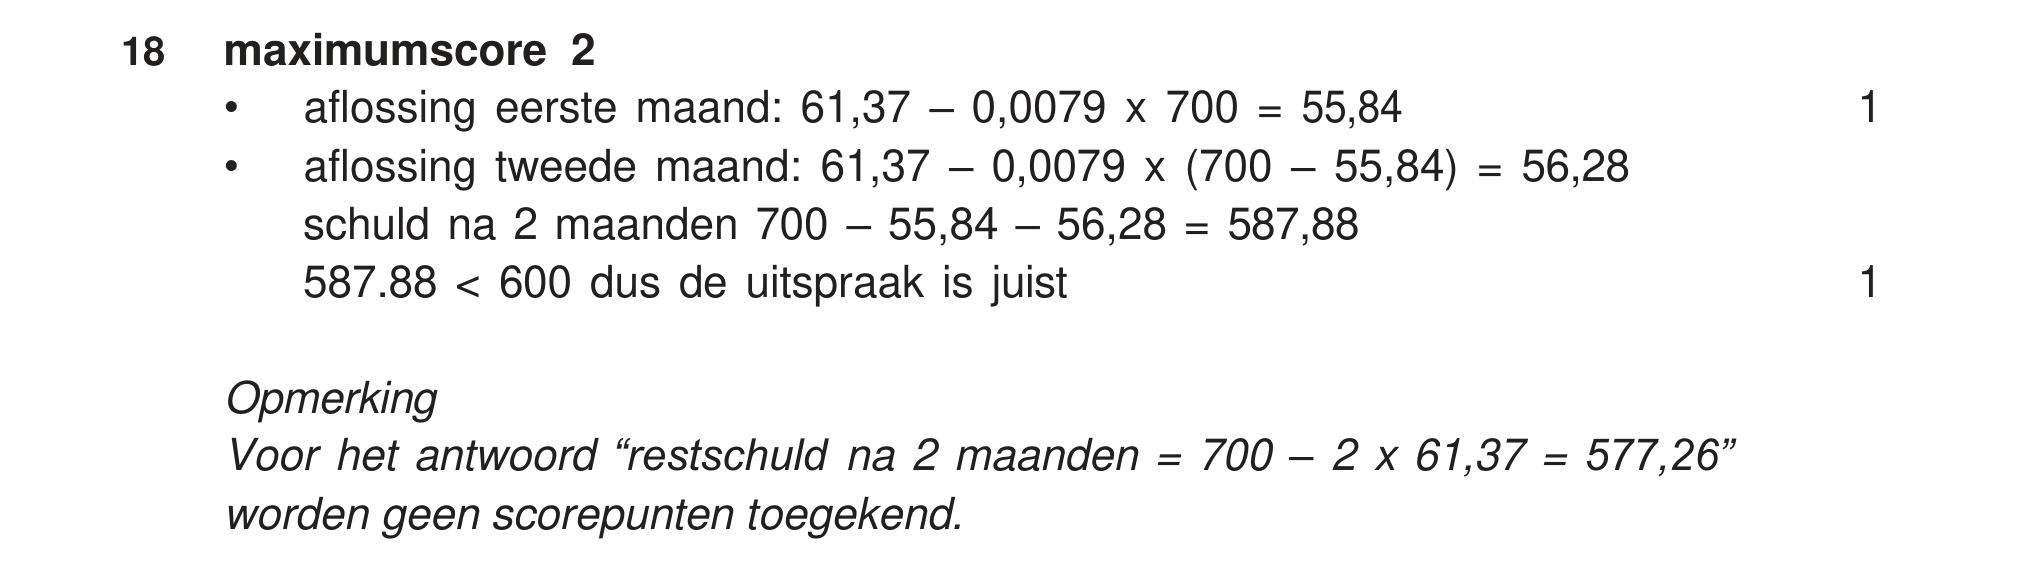 18 maximumscore 2
• aflossing eerste maand: 61,37 – 0,0079 x 700 = 55,84 1
• aflossing tweede maand: 61,37 – 0,0079 x (700 – 55,84) = 56,28
schuld na 2 maanden 700 – 55,84 – 56,28 = 587,88
587.88 < 600 dus de uitspraak is juist 1
Opmerking
Voor het antwoord “restschuld na 2 maanden = 700 – 2 x 61,37 = 577,26”
worden geen scorepunten toegekend.